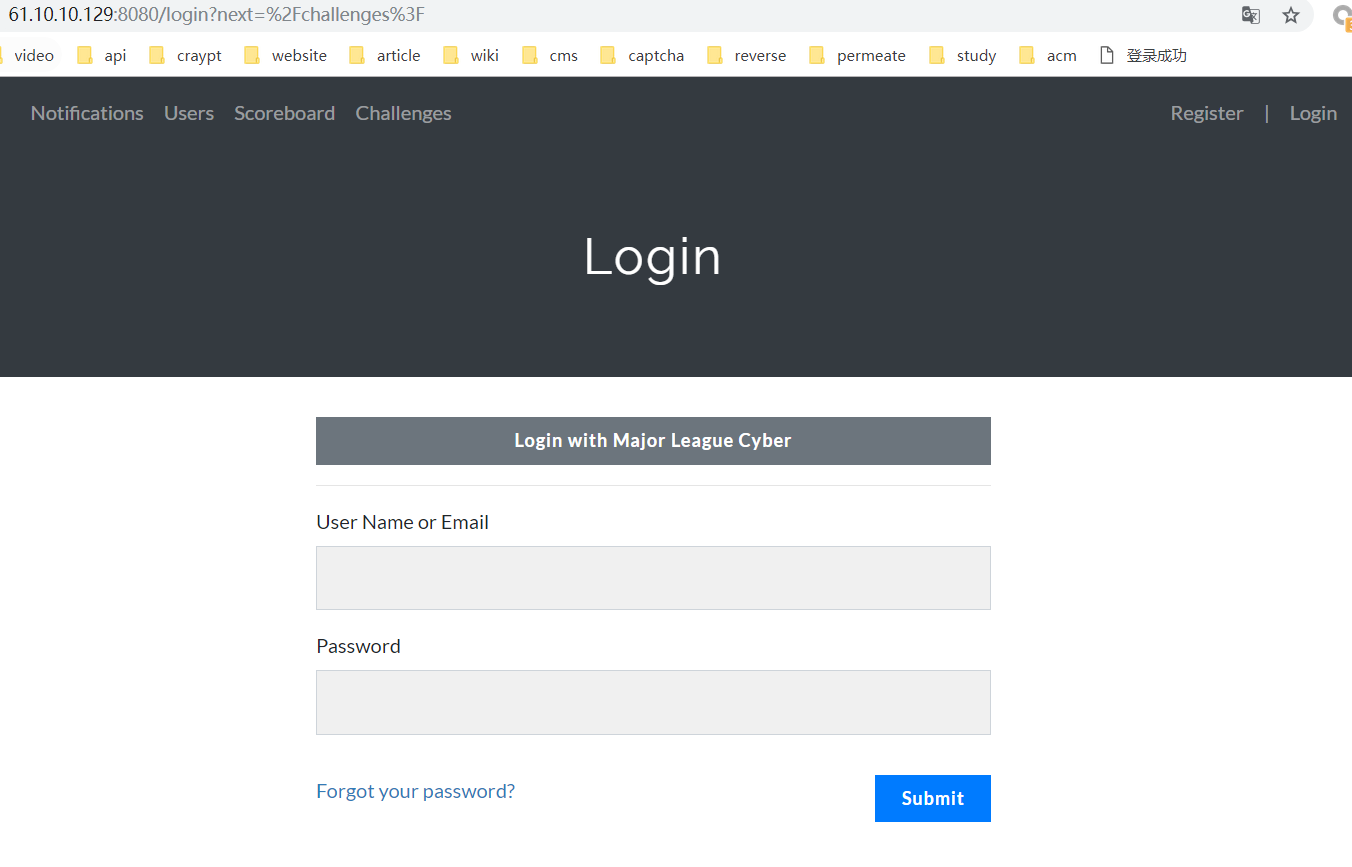 61.10.10.129:8080/login?next=%2Fchallenges%3F
video api craypt website article wiki cms captcha reverse permeate study acm 登录成功
Notifications Users Scoreboard Challenges Register | Login
Login
Login with Major League Cyber
User Name or Email
Password
Forgot your password? Submit